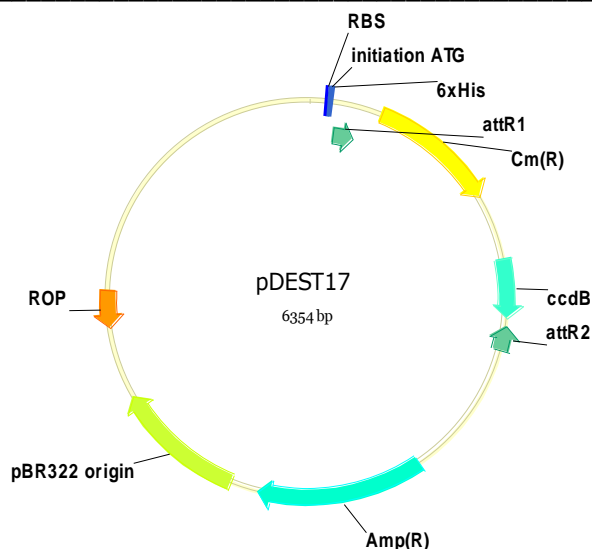 RBS
initiation ATG
6xHis
attR1
Cm(R)
pDEST17
6354 bp
ROP
ccdB
attR2
pBR322 origin
Amp(R)